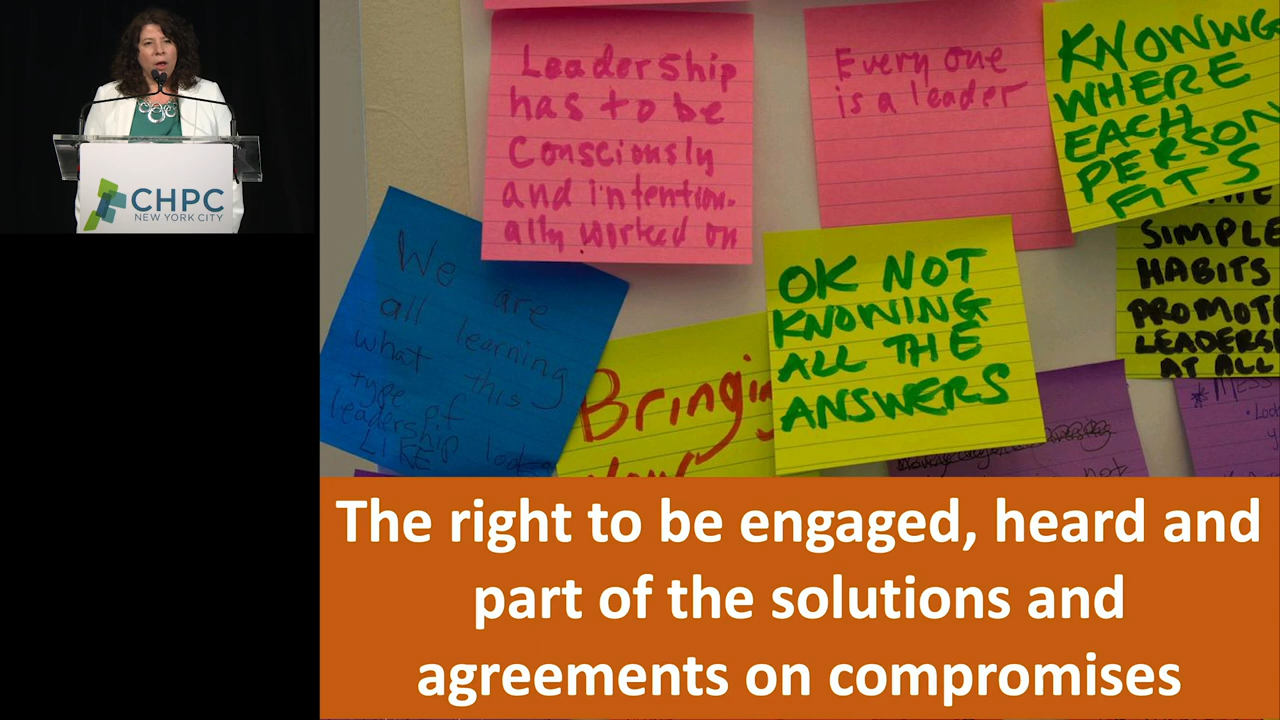 CHPC
NEW YORK CITY
Leadership
has to be
Consciously
and intention-
ally worked on
Every one
is a leader
KNOWING
WHERE
EACH
PERSON
FITS
SIMPLE
HABITS
LEADERS
AT ALL
We are
all learning
what this
type of
leadership looks
LIKE
OK NOT
KNOWING
ALL THE
ANSWERS
The right to be engaged, heard and
part of the solutions and
agreements on compromises